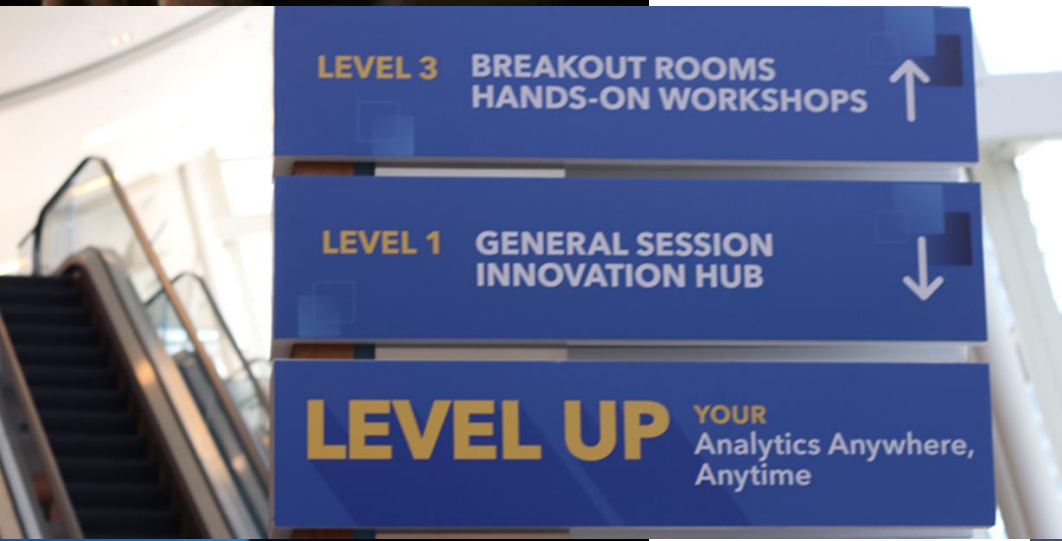 LEVEL 3 BREAKOUT ROOMS
HANDS-ON WORKSHOPS
LEVEL 1 GENERAL SESSION
INNOVATION HUB
LEVEL UP YOUR
Analytics Anywhere,
Anytime